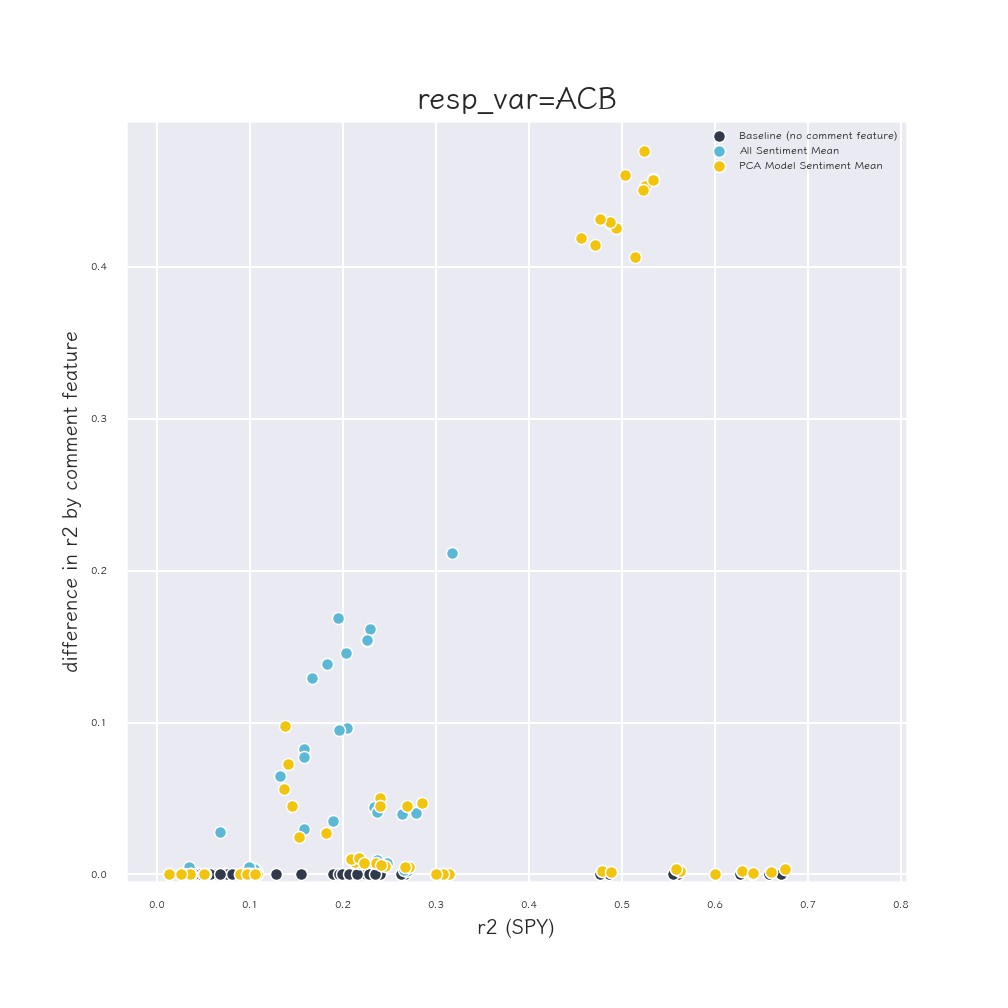 resp_var=ACB
Baseline (no comment feature)
All Sentiment Mean
PCA Model Sentiment Mean
difference in r2 by comment feature
0.4
0.3
0.2
0.1
0.0
0.0 0.1 0.2 0.3 0.4 0.5 0.6 0.7 0.8
r2 (SPY)